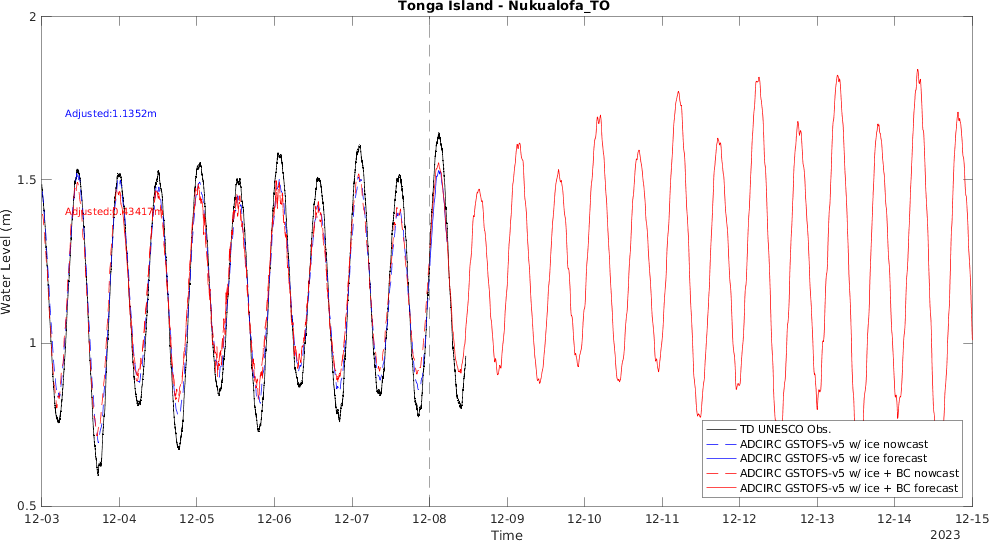 Tonga Island - Nukualofa_TO
2
Adjusted:1.1352m
1.5
Water Level (m)
1
0.5
12-03 12-04 12-05 12-06 12-07 12-08 12-09 12-10 12-11 12-12 12-13 12-14 12-15
Time
2023
TD UNESCO Obs.
ADCIRC GSTOFS-v5 w/ ice nowcast
ADCIRC GSTOFS-v5 w/ ice forecast
ADCIRC GSTOFS-v5 w/ ice + BC nowcast
ADCIRC GSTOFS-v5 w/ ice + BC forecast